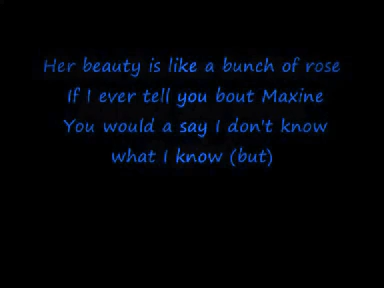 Her beauty is like a bunch of rose
If I ever tell you bout Maxine
You would a say I don't know
what I know (but)